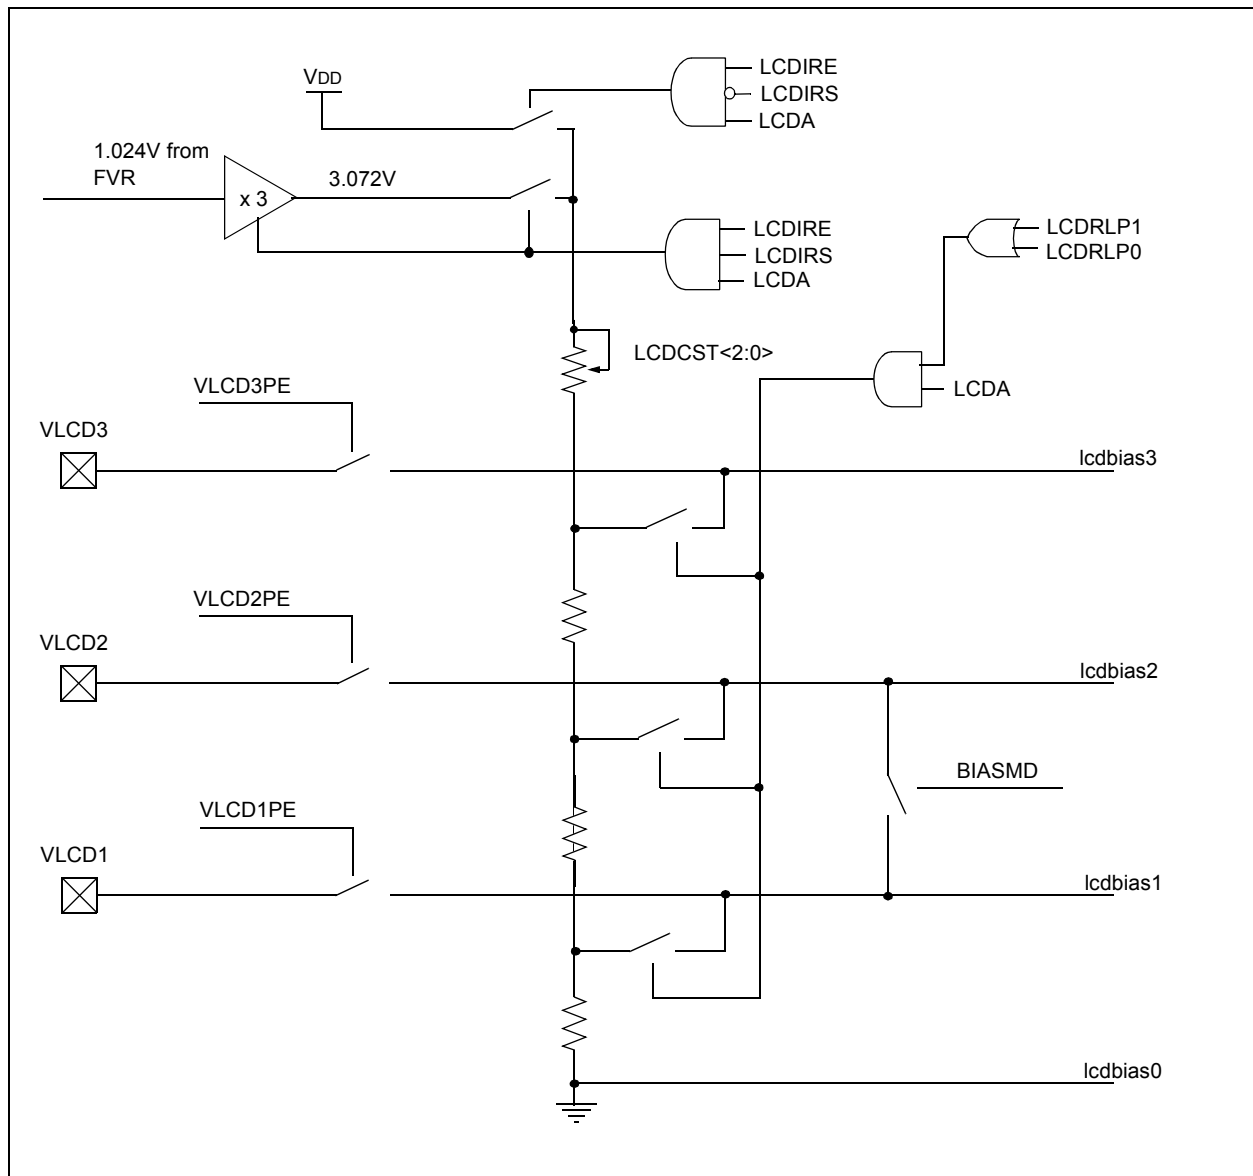 VDD
LCDIRE
LCDIRS
LCDA
1.024V from
FVR
x 3
3.072V
LCDIRE
LCDIRS
LCDA
LCDRLP1
LCDRLP0
LCDCST<2:0>
LCDA
VLCD3PE
VLCD3
lcdbias3
VLCD2PE
VLCD2
lcdbias2
BIASMD
VLCD1PE
VLCD1
lcdbias1
lcdbias0